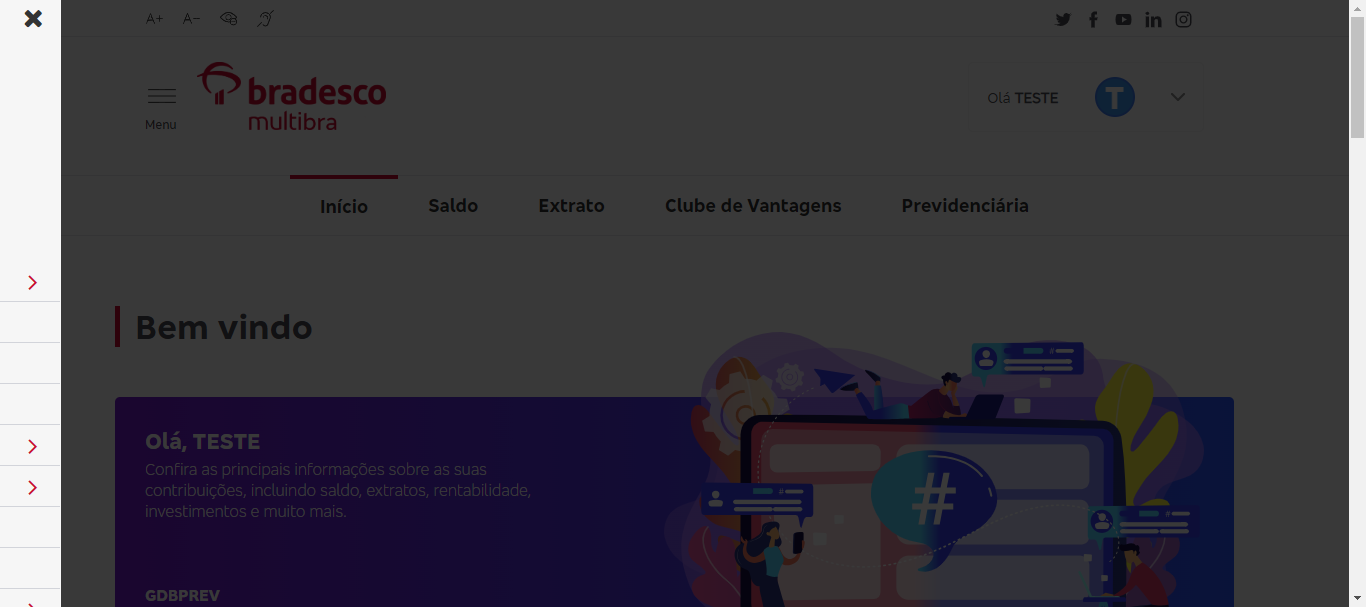 A+ A−
bradesco
multibra
Menu
Olá TESTE
T
Início Saldo Extrato Clube de Vantagens Previdenciária
Bem vindo
Olá, TESTE
Confira as principais informações sobre as suas
contribuições, incluindo saldo, extratos, rentabilidade,
investimentos e muito mais.
#
GDBPREV